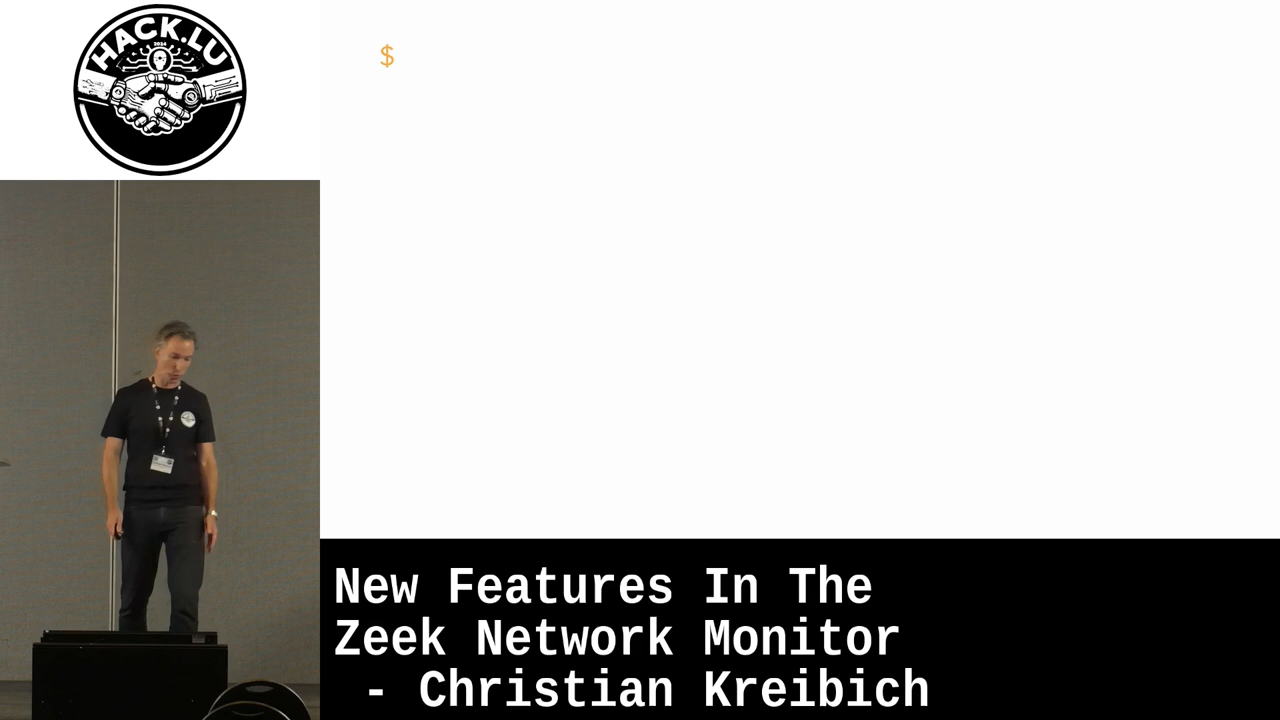 HACK.LU
2024
$
New Features In The
Zeek Network Monitor
- Christian Kreibich